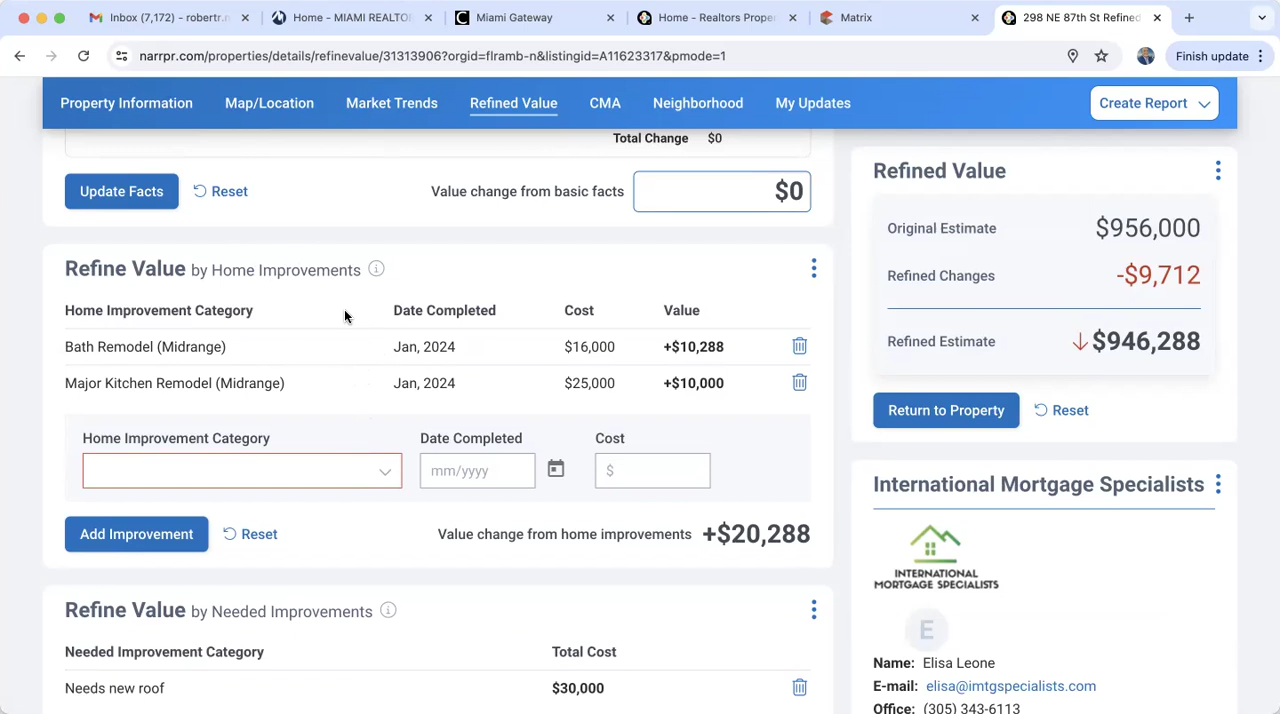 Inbox (7,172) - robertr.n
Home - MIAMI REALTO
Miami Gateway
Home - Realtors Proper
Matrix
298 NE 87th St Refined
narrpr.com/properties/details/refinevalue/31313906?orgid=flramb-n&listingid=A11623317&pmode=1
Finish update
Property Information
Map/Location
Market Trends
Refined Value
CMA
Neighborhood
My Updates
Create Report
Total Change $0
Update Facts
Reset
Value change from basic facts
$0
Refine Value by Home Improvements
Home Improvement Category Date Completed Cost Value
Bath Remodel (Midrange) Jan, 2024 $16,000 +$10,288
Major Kitchen Remodel (Midrange) Jan, 2024 $25,000 +$10,000
Home Improvement Category Date Completed Cost
mm/yyyy $
Add Improvement
Reset
Value change from home improvements +$20,288
Refine Value by Needed Improvements
Needed Improvement Category Total Cost
Needs new roof $30,000
Refined Value
Original Estimate $956,000
Refined Changes -$9,712
Refined Estimate $946,288
Return to Property
Reset
International Mortgage Specialists
INTERNATIONAL
MORTGAGE SPECIALISTS
E
Name: Elisa Leone
E-mail: elisa@imtgspecialists.com
Office: (305) 343-6113